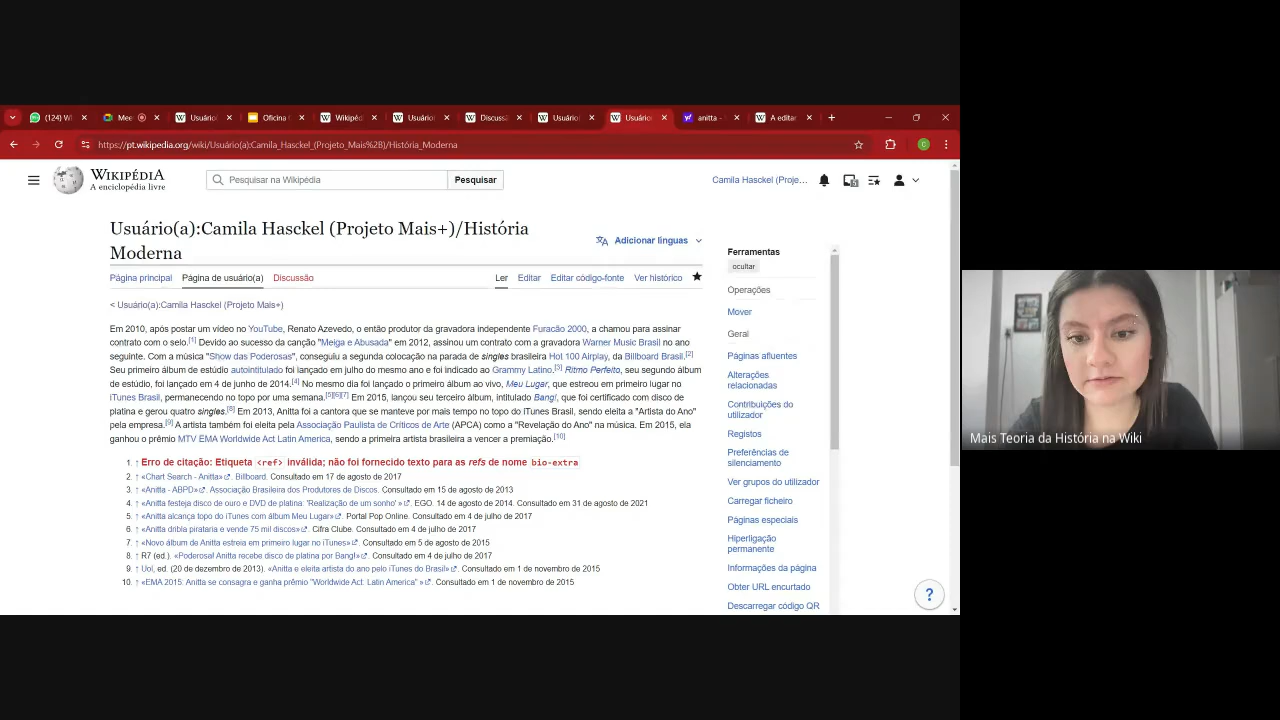 (124) W
Mee
Usuário
Oficina
Wikipéd
Usuário
Discuss
Usuário
Usuário
anitta -
A editar
https://pt.wikipedia.org/wiki/Usuário(a):Camila_Hasckel_(Projeto_Mais%2B)/História_Moderna
WIKIPÉDIA
A enciclopédia livre
Pesquisar na Wikipédia
Pesquisar
Camila Hasckel (Proje...
Usuário(a):Camila Hasckel (Projeto Mais+)/História
Moderna
Adicionar línguas
Página principal Página de usuário(a) Discussão Ler Editar Editar código-fonte Ver histórico
< Usuário(a):Camila Hasckel (Projeto Mais+)
Em 2010, após postar um vídeo no YouTube, Renato Azevedo, o então produtor da gravadora independente Furacão 2000, a chamou para assinar
contrato com o selo.[1] Devido ao sucesso da canção "Meiga e Abusada" em 2012, assinou um contrato com a gravadora Warner Music Brasil no ano
seguinte. Com a música "Show das Poderosas", conseguiu a segunda colocação na parada de singles brasileira Hot 100 Airplay, da Billboard Brasil.[2]
Seu primeiro álbum de estúdio autointitulado foi lançado em julho do mesmo ano e foi indicado ao Grammy Latino.[3] Ritmo Perfeito, seu segundo álbum
de estúdio, foi lançado em 4 de junho de 2014.[4] No mesmo dia foi lançado o primeiro álbum ao vivo, Meu Lugar, que estreou em primeiro lugar no
iTunes Brasil, permanecendo no topo por uma semana.[5][6][7] Em 2015, lançou seu terceiro álbum, intitulado Bang!, que foi certificado com disco de
platina e gerou quatro singles.[8] Em 2013, Anitta foi a cantora que se manteve por mais tempo no topo do iTunes Brasil, sendo eleita a "Artista do Ano"
pela empresa.[9] A artista também foi eleita pela Associação Paulista de Críticos de Arte (APCA) como a "Revelação do Ano" na música. Em 2015, ela
ganhou o prêmio MTV EMA Worldwide Act Latin America, sendo a primeira artista brasileira a vencer a premiação.[10]
1. ↑ Erro de citação: Etiqueta <ref> inválida; não foi fornecido texto para as refs de nome bio-extra
2. ↑ «Chart Search - Anitta». Billboard. Consultado em 17 de agosto de 2017
3. ↑ «Anitta - ABPD». Associação Brasileira dos Produtores de Discos. Consultado em 15 de agosto de 2013
4. ↑ «Anitta festeja disco de ouro e DVD de platina: 'Realização de um sonho'». EGO. 14 de agosto de 2014. Consultado em 31 de agosto de 2021
5. ↑ «Anitta alcança topo do iTunes com álbum Meu Lugar». Portal Pop Online. Consultado em 4 de julho de 2017
6. ↑ «Anitta dribla pirataria e vende 75 mil discos». Cifra Clube. Consultado em 4 de julho de 2017
7. ↑ «Novo álbum de Anitta estreia em primeiro lugar no iTunes». Consultado em 5 de agosto de 2015
8. ↑ R7 (ed.). «Poderosa! Anitta recebe disco de platina por Bang!». Consultado em 4 de julho de 2017
9. ↑ Uol, ed. (20 de dezembro de 2013). «Anitta e eleita artista do ano pelo iTunes do Brasil». Consultado em 1 de novembro de 2015
10. ↑ «EMA 2015: Anitta se consagra e ganha prêmio "Worldwide Act: Latin America"». Consultado em 1 de novembro de 2015
Ferramentas
ocultar
Operações
Mover
Geral
Páginas afluentes
Alterações
relacionadas
Contribuições do
utilizador
Registos
Preferências de
silenciamento
Ver grupos do utilizador
Carregar ficheiro
Páginas especiais
Hiperligação
permanente
Informações da página
Obter URL encurtado
Descarregar código QR
?
Mais Teoria da História na Wiki